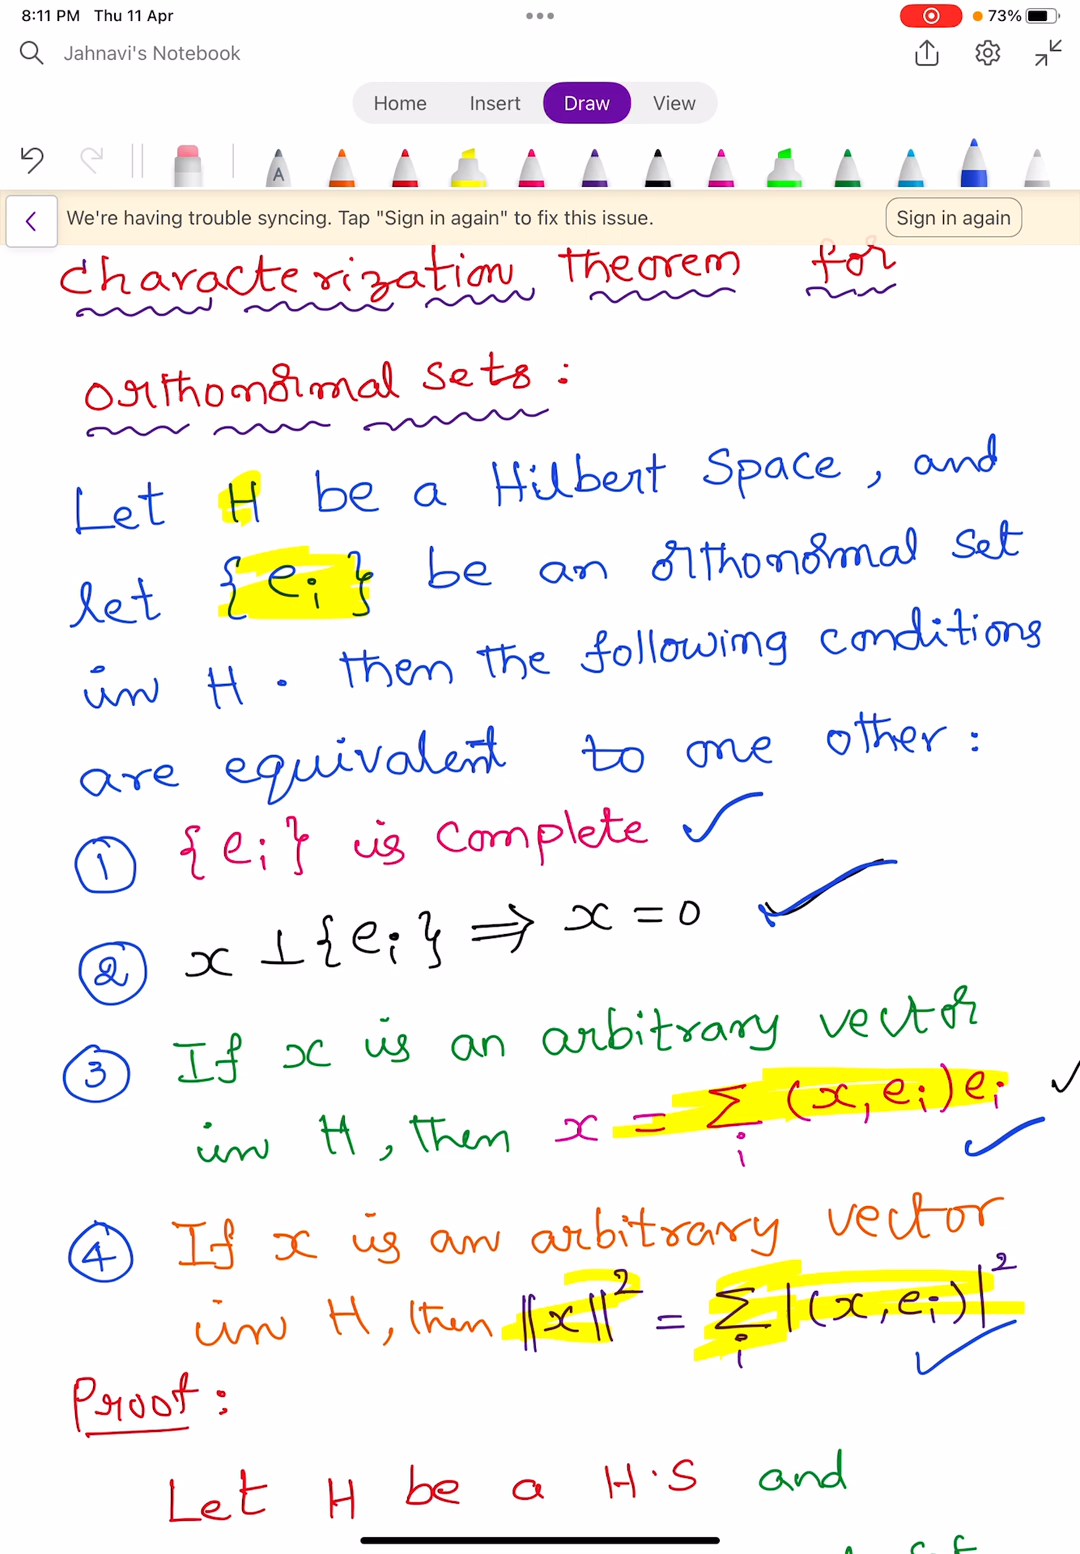 8:11 PM Thu 11 Apr
73%
Jahnavi's Notebook
Home Insert Draw View
A
We're having trouble syncing. Tap "Sign in again" to fix this issue.
Sign in again
Characterization Theorem for
orthonormal Sets :
Let H be a Hilbert Space , and
let {eᵢ} be an orthonormal set
in H . then the following conditions
are equivalent to one other :
① {eᵢ} is Complete ✓
② x ⊥ {eᵢ} ⇒ x = 0 ✓
③ If x is an arbitrary vector
in H , then x = Σᵢ (x, eᵢ) eᵢ ✓ ✓
④ If x is an arbitrary vector
in H , then ||x||² = Σᵢ |(x, eᵢ)|² ✓
Proof :
Let H be a H.S and